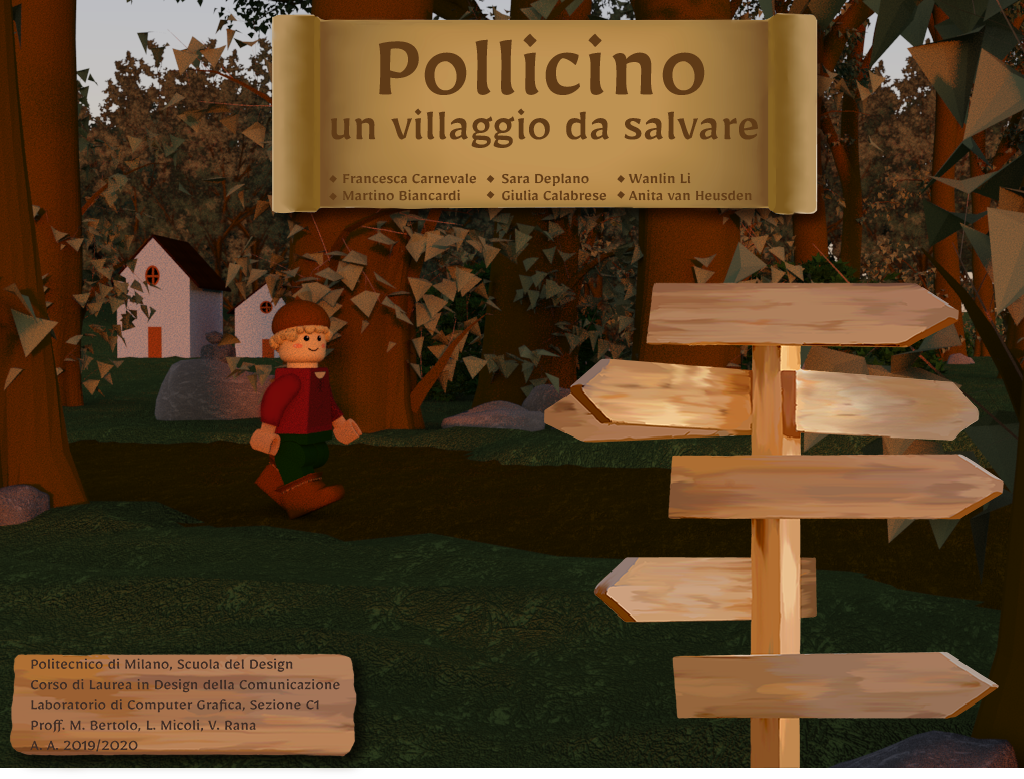 Pollicino
un villaggio da salvare
◆ Francesca Carnevale ◆ Sara Deplano ◆ Wanlin Li
◆ Martino Biancardi ◆ Giulia Calabrese ◆ Anita van Heusden
Politecnico di Milano, Scuola del Design
Corso di Laurea in Design della Comunicazione
Laboratorio di Computer Grafica, Sezione C1
Proff. M. Bertolo, L. Micoli, V. Rana
A. A. 2019/2020